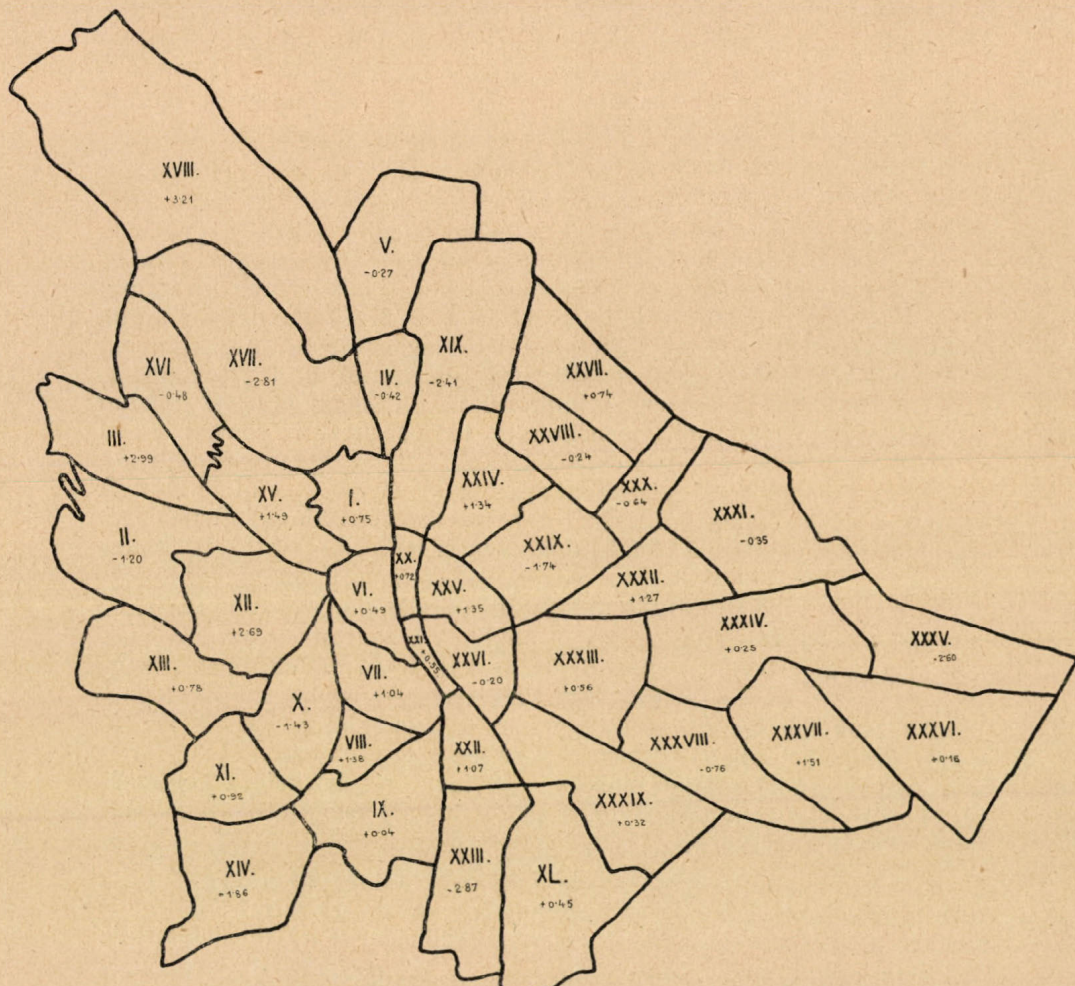 XVIII.
+3·21
V.
-0·27
XIX.
-2·41
XVII.
-2·81
XVI
-0·48
IV.
-0·42
XXVII.
+0·74
III.
+2·99
XXVIII.
-0·24
XXIV.
+1·34
XXX.
-0·64
XV.
+1·49
I.
+0·75
XXXI.
-0·35
II.
-1·20
XXIX.
-1·74
XX.
+0·72
XXXII.
+1·27
XXV.
+1·35
VI.
+0·49
XII.
+2·69
XXXIV.
+0·25
XXI.
+0·55
XXXV.
-2·60
XIII.
+0·78
VII.
+1·04
XXVI.
-0·20
XXXIII.
+0·56
X.
-1·43
XXXVI.
+0·16
VIII.
+1·38
XXII.
+1·07
XXXVIII.
-0·76
XXXVII.
+1·51
XI.
+0·92
IX.
+0·04
XXXIX.
+0·32
XIV.
+1·86
XXIII.
-2·87
XL.
+0·45